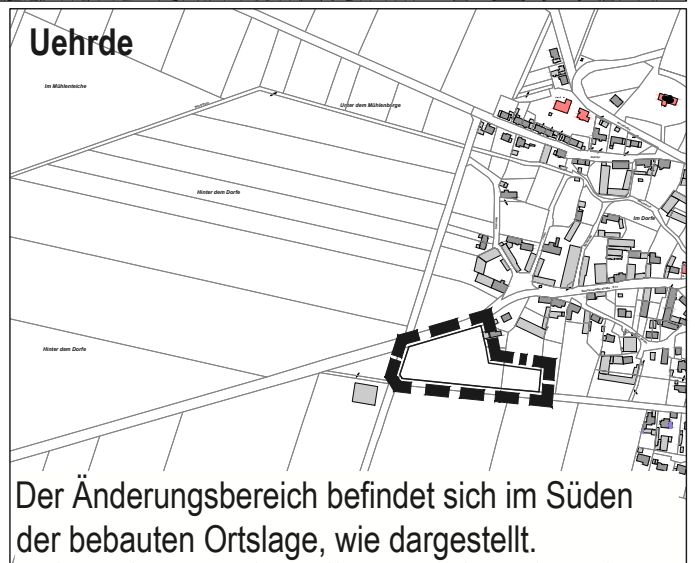 Uehrde
Im Mühlenteiche
Unter dem Mühlenberge
Hinter dem Dorfe
Im Dorfe
Hinter dem Dorfe
Der Änderungsbereich befindet sich im Süden
der bebauten Ortslage, wie dargestellt.